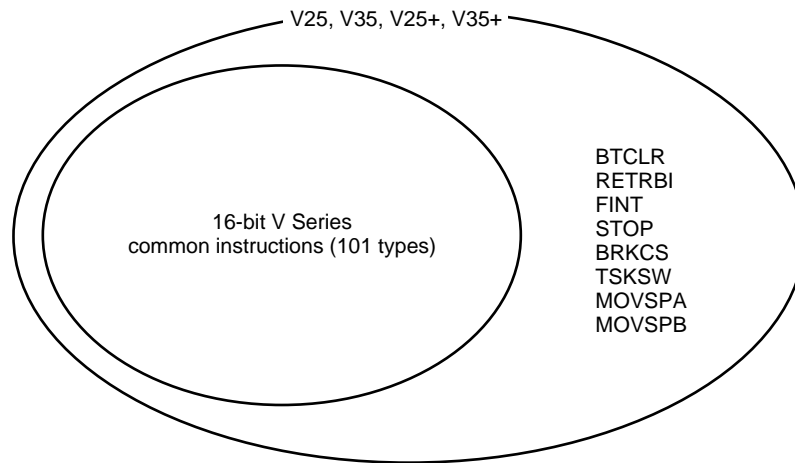 V25, V35, V25+, V35+
16-bit V Series
common instructions (101 types)
BTCLR
RETRBI
FINT
STOP
BRKCS
TSKSW
MOVSPA
MOVSPB